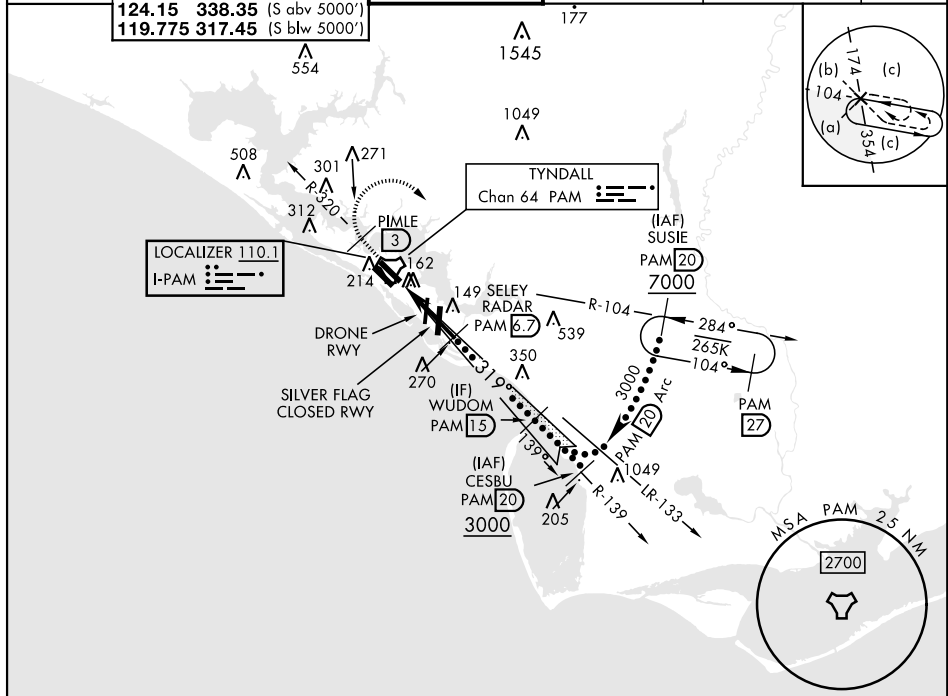 124.15 338.35 (S abv 5000')
119.775 317.45 (S blw 5000')
177
554
1545
1049
508
301
271
R-320
312
PIMLE
3
TYNDALL
Chan 64 PAM
LOCALIZER 110.1
I-PAM
162
214
(IAF)
SUSIE
PAM 20
7000
149
SELEY
RADAR
PAM 6.7
539
R-104
284°
265K
104°
DRONE
RWY
270
350
319°
3000
PAM 20 Arc
PAM
27
SILVER FLAG
CLOSED RWY
(IF)
WUDOM
PAM 15
139°
(IAF)
CESBU
PAM 20
3000
205
1049
R-139
LR-133
MSA PAM 25 NM
2700
174
(b)
(c)
104
(a)
(c)
354